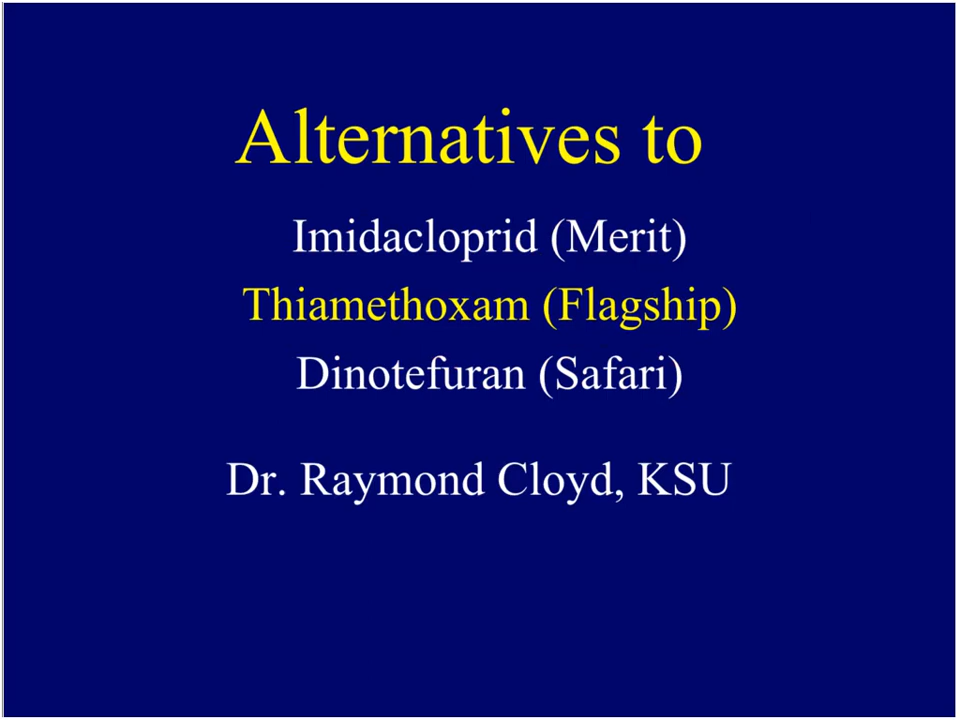 Alternatives to
Imidacloprid (Merit)
Thiamethoxam (Flagship)
Dinotefuran (Safari)
Dr. Raymond Cloyd, KSU